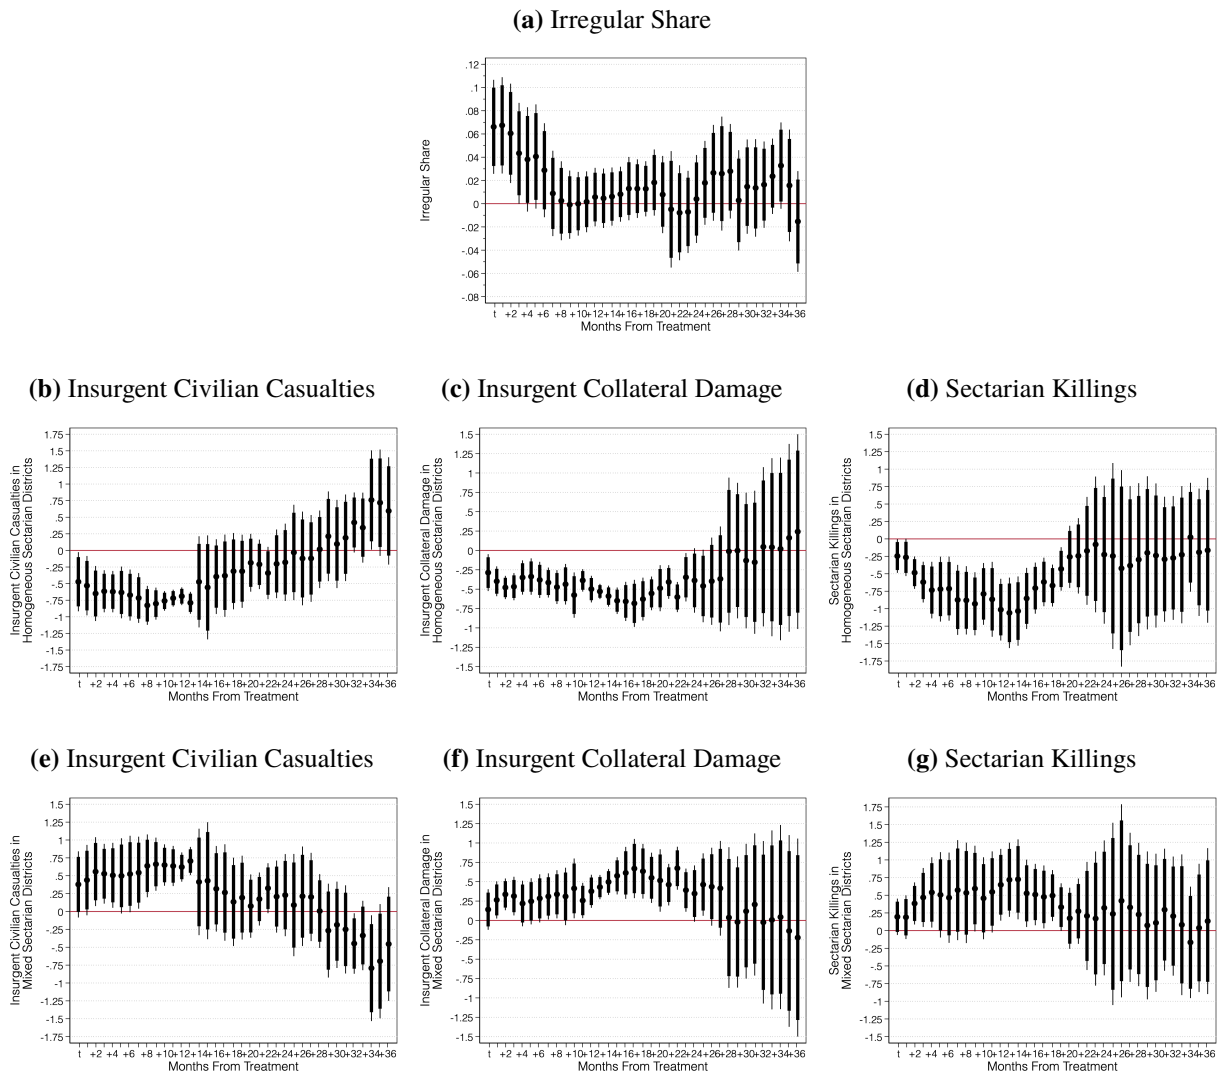 (a) Irregular Share
.12
.1
.08
.06
.04
.02
0
-.02
-.04
-.06
-.08
Irregular Share
t +2 +4 +6 +8 +10 +12 +14 +16 +18 +20 +22 +24 +26 +28 +30 +32 +34 +36
Months From Treatment
(b) Insurgent Civilian Casualties
1.75
1.5
1.25
1
.75
.5
.25
0
-.25
-.5
-.75
-1
-1.25
-1.5
-1.75
Insurgent Civilian Casualties in
Homogeneous Sectarian Districts
t +2 +4 +6 +8 +10 +12 +14 +16 +18 +20 +22 +24 +26 +28 +30 +32 +34 +36
Months From Treatment
(c) Insurgent Collateral Damage
1.5
1.25
1
.75
.5
.25
0
-.25
-.5
-.75
-1
-1.25
-1.5
Insurgent Collateral Damage in
Homogeneous Sectarian Districts
t +2 +4 +6 +8 +10 +12 +14 +16 +18 +20 +22 +24 +26 +28 +30 +32 +34 +36
Months From Treatment
(d) Sectarian Killings
1.5
1.25
1
.75
.5
.25
0
-.25
-.5
-.75
-1
-1.25
-1.5
-1.75
Sectarian Killings in
Homogeneous Sectarian Districts
t +2 +4 +6 +8 +10 +12 +14 +16 +18 +20 +22 +24 +26 +28 +30 +32 +34 +36
Months From Treatment
(e) Insurgent Civilian Casualties
1.5
1.25
1
.75
.5
.25
0
-.25
-.5
-.75
-1
-1.25
-1.5
-1.75
Insurgent Civilian Casualties in
Mixed Sectarian Districts
t +2 +4 +6 +8 +10 +12 +14 +16 +18 +20 +22 +24 +26 +28 +30 +32 +34 +36
Months From Treatment
(f) Insurgent Collateral Damage
1.5
1.25
1
.75
.5
.25
0
-.25
-.5
-.75
-1
-1.25
-1.5
Insurgent Collateral Damage in
Mixed Sectarian Districts
t +2 +4 +6 +8 +10 +12 +14 +16 +18 +20 +22 +24 +26 +28 +30 +32 +34 +36
Months From Treatment
(g) Sectarian Killings
1.75
1.5
1.25
1
.75
.5
.25
0
-.25
-.5
-.75
-1
-1.25
-1.5
Sectarian Killings in
Mixed Sectarian Districts
t +2 +4 +6 +8 +10 +12 +14 +16 +18 +20 +22 +24 +26 +28 +30 +32 +34 +36
Months From Treatment